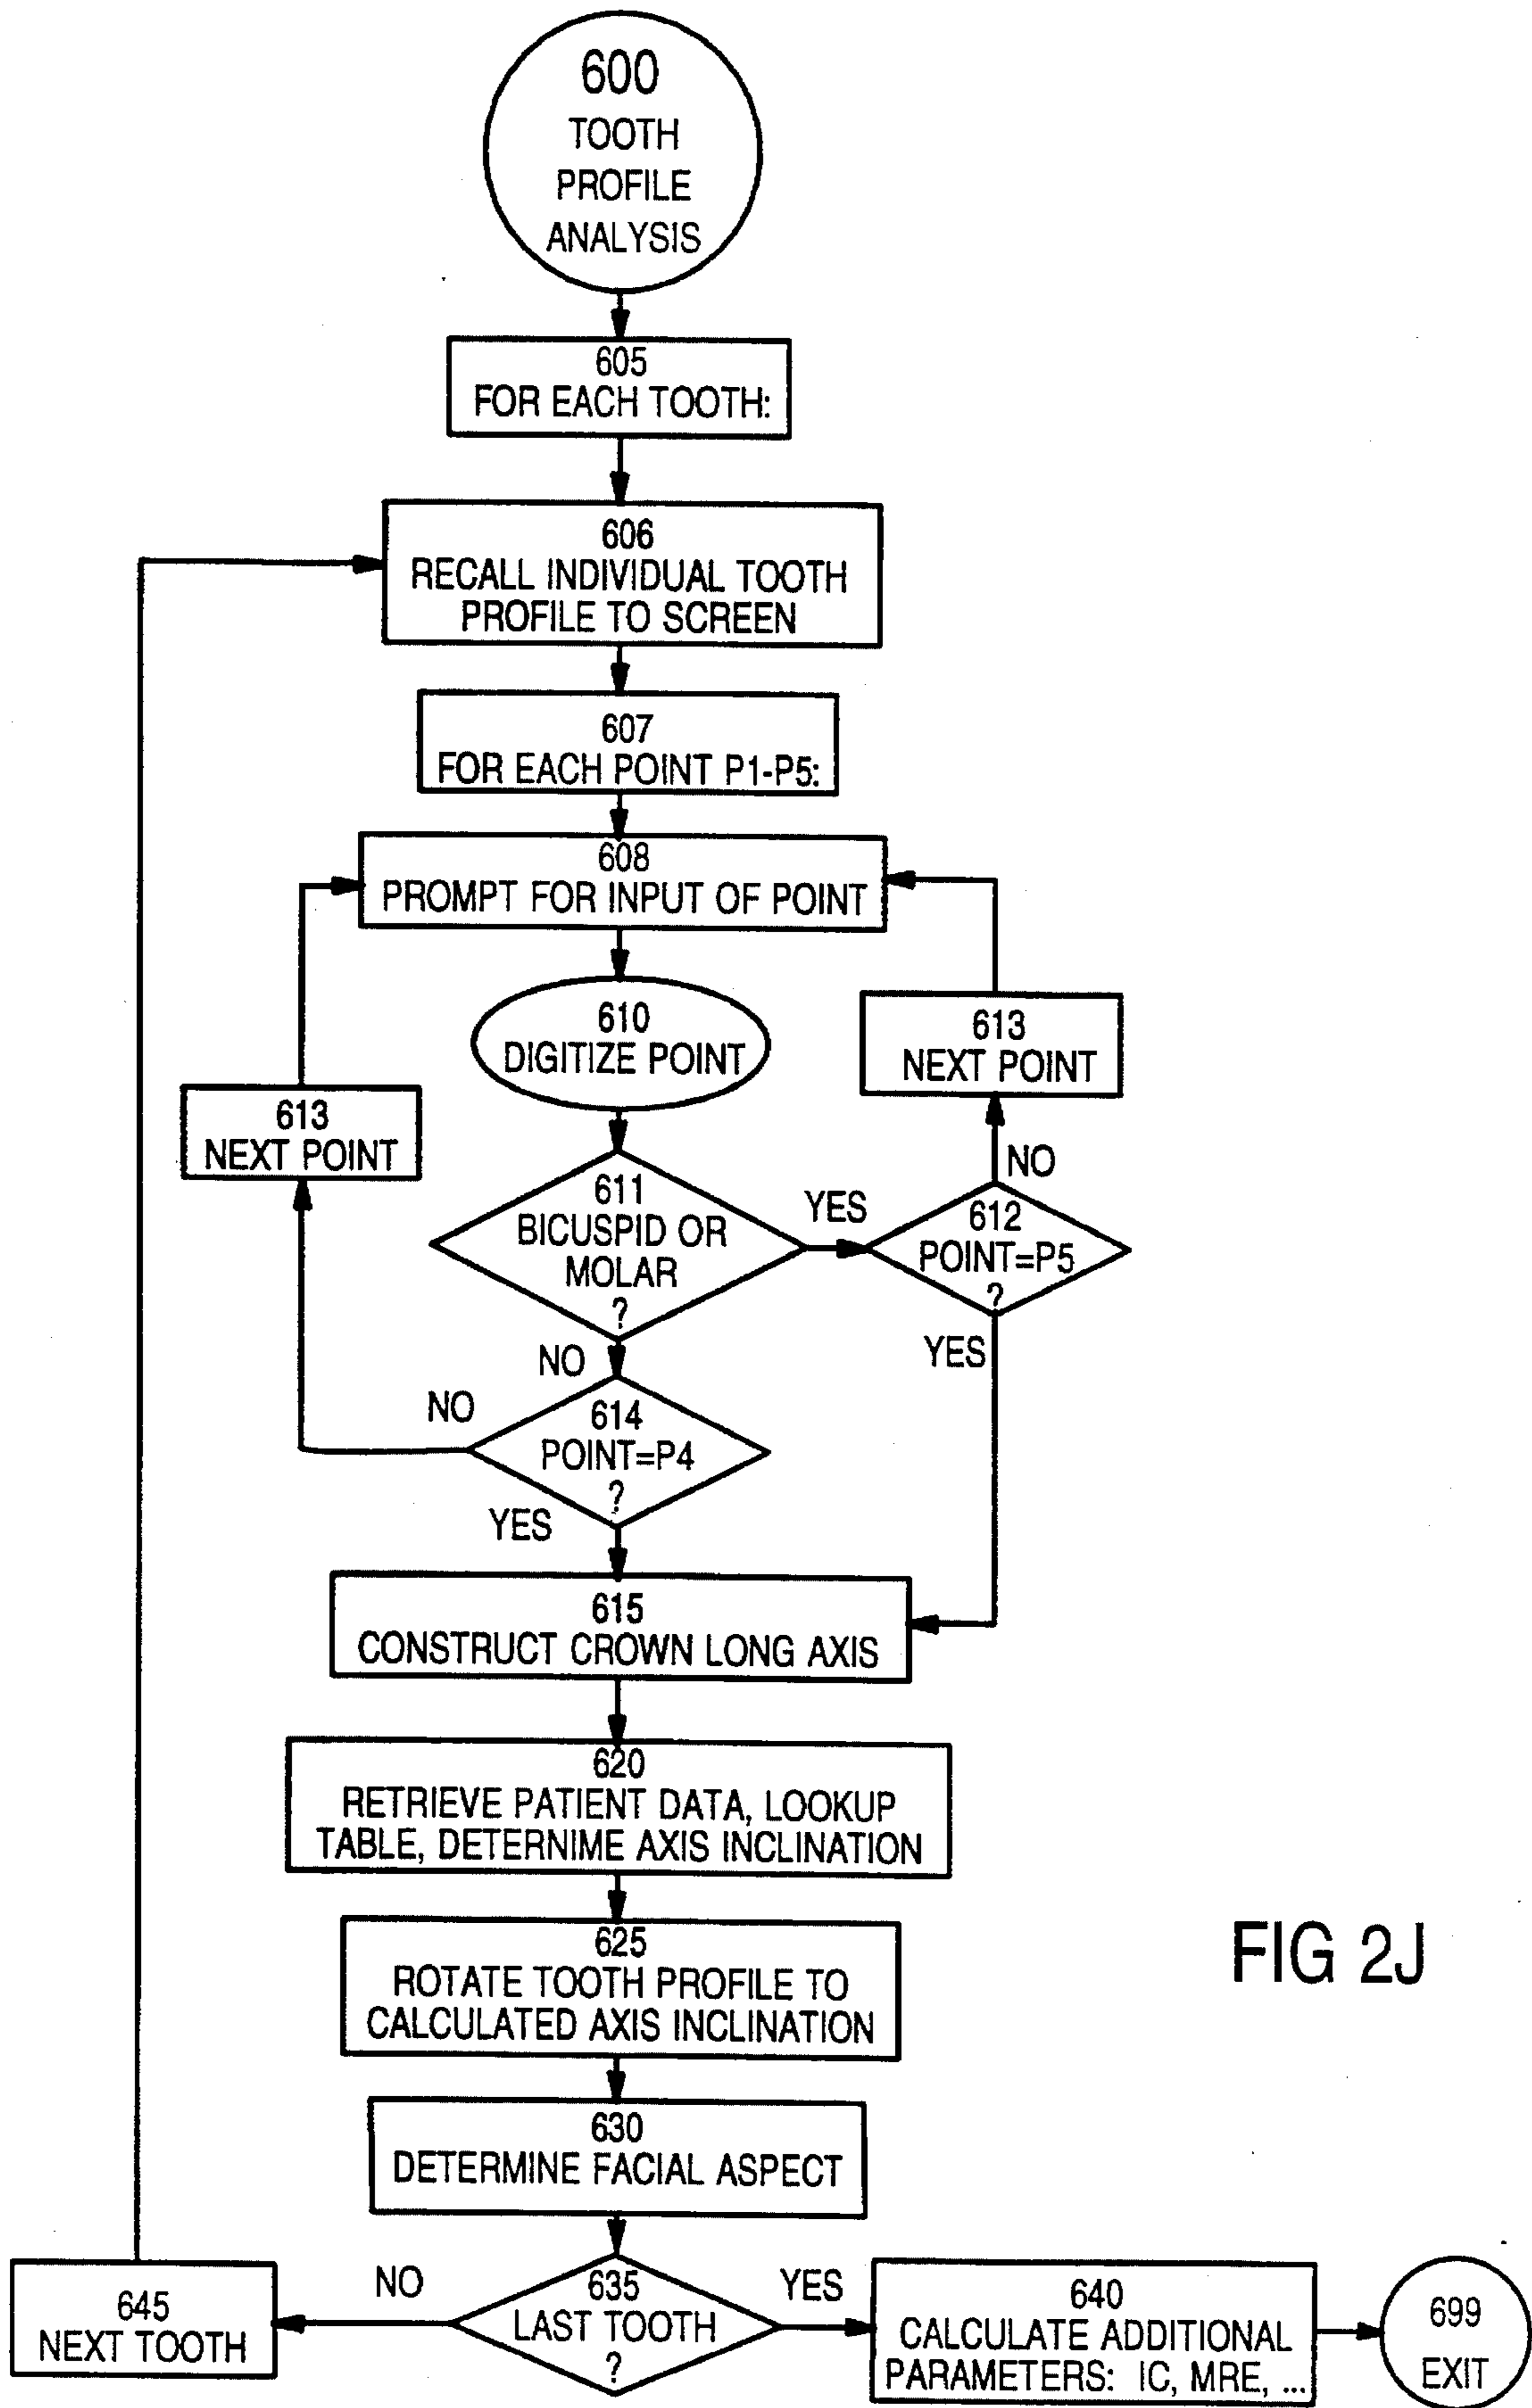 600
TOOTH
PROFILE
ANALYSIS
605
FOR EACH TOOTH:
606
RECALL INDIVIDUAL TOOTH
PROFILE TO SCREEN
607
FOR EACH POINT P1-P5:
608
PROMPT FOR INPUT OF POINT
610
DIGITIZE POINT
613
NEXT POINT
613
NEXT POINT
611
BICUSPID OR
MOLAR
?
YES
NO
612
POINT=P5
?
NO
YES
614
POINT=P4
?
NO
YES
615
CONSTRUCT CROWN LONG AXIS
620
RETRIEVE PATIENT DATA, LOOKUP
TABLE, DETERNIME AXIS INCLINATION
625
ROTATE TOOTH PROFILE TO
CALCULATED AXIS INCLINATION
FIG 2J
630
DETERMINE FACIAL ASPECT
635
LAST TOOTH
?
NO
YES
645
NEXT TOOTH
640
CALCULATE ADDITIONAL
PARAMETERS: IC, MRE, ...
699
EXIT